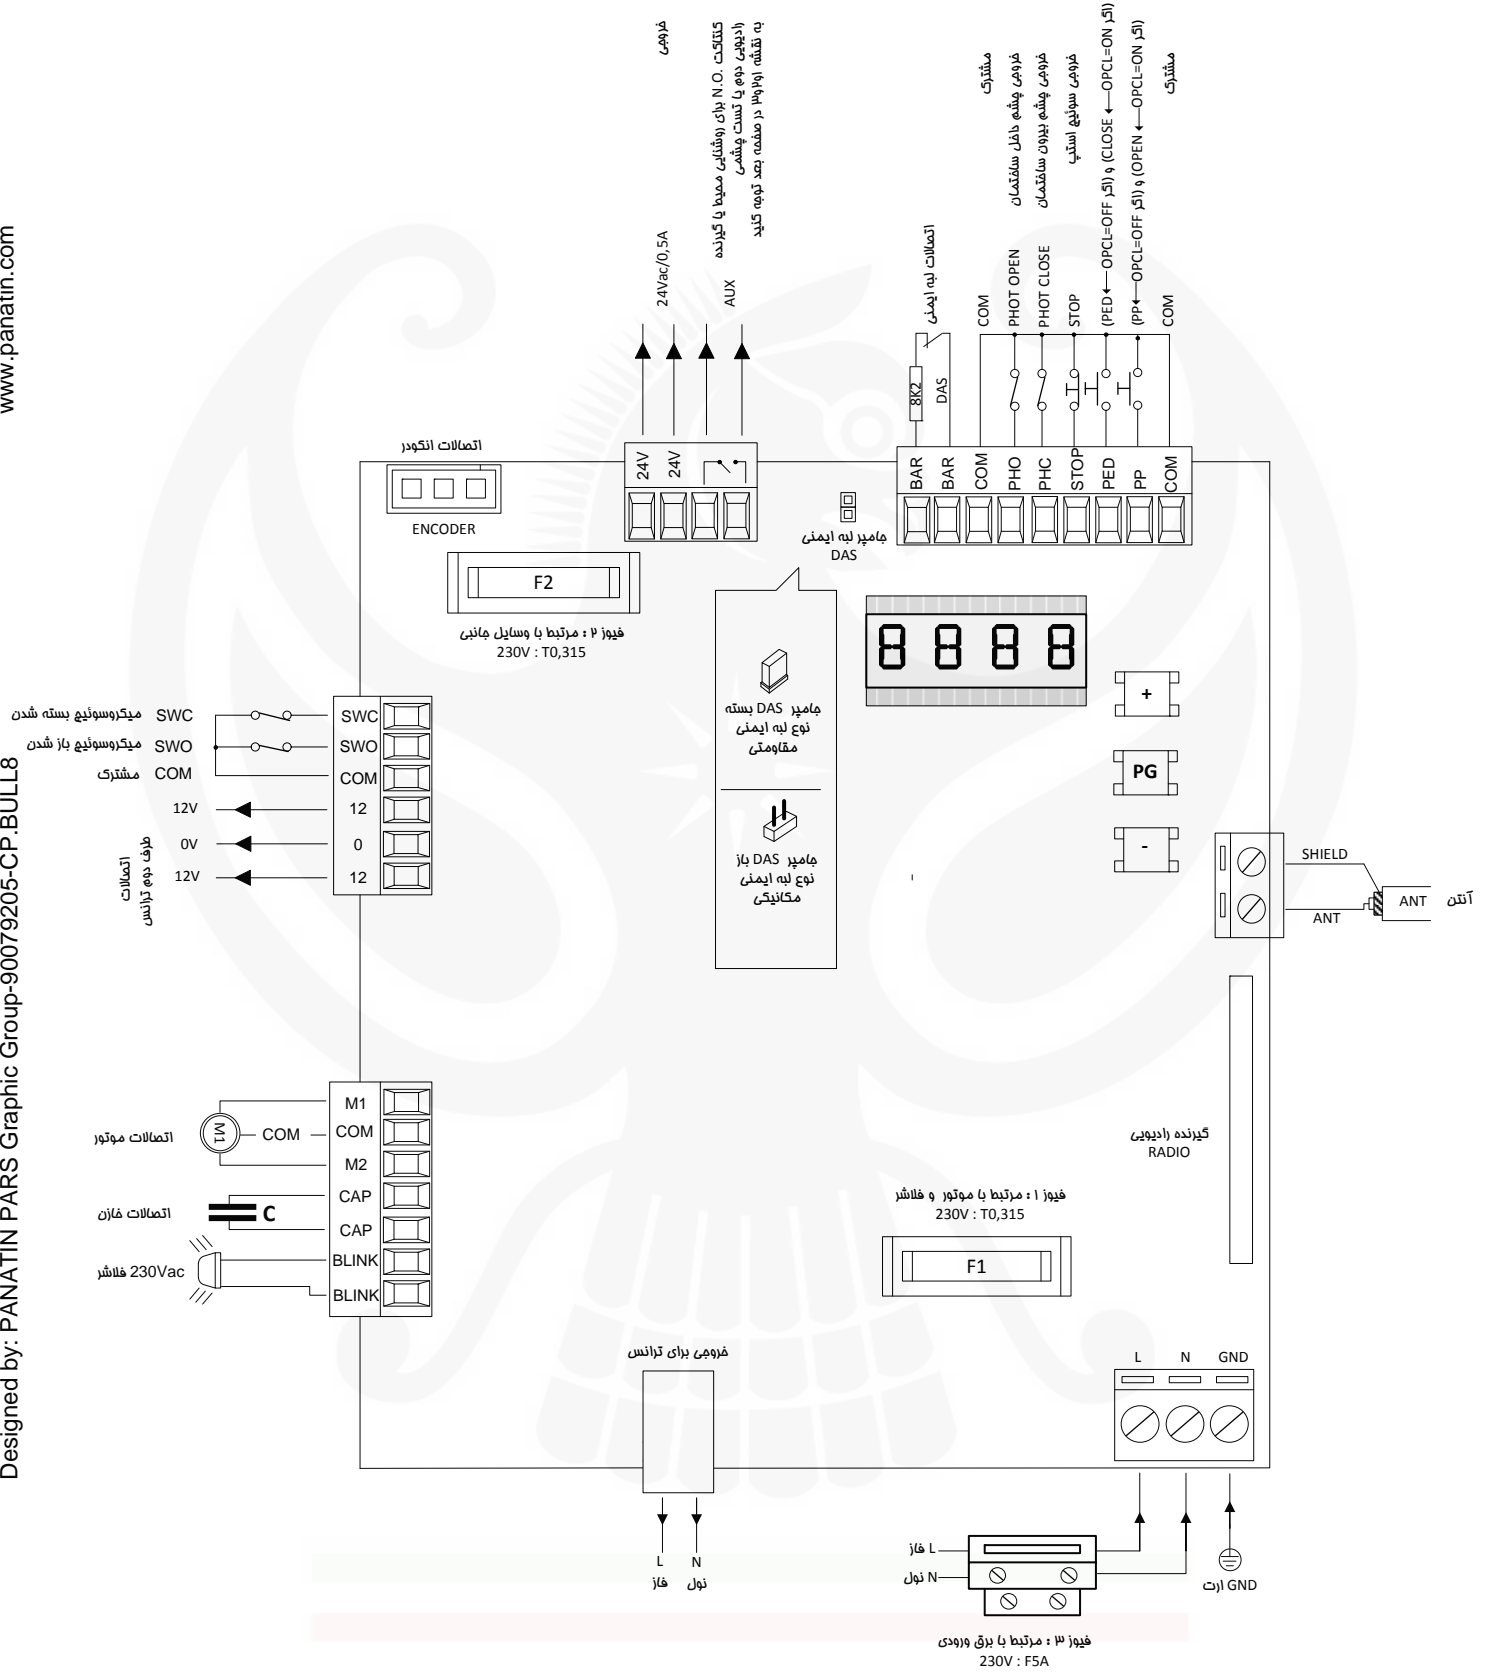 www.panatin.com
Designed by: PANATIN PARS Graphic Group-90079205-CP.BULL8
خروجی
24Vac/0,5A
کنتاکت .N.O برای روشنایی محیط یا گیرنده
رادیویی دوم یا تست چشمی
به نقشه ۱و۲و۳ در صفحه بعد توجه کنید
AUX
اتصالات لبه ایمنی
8K2
DAS
مشترک
COM
خروجی چشم داخل ساختمان
PHOT OPEN
خروجی چشم بیرون ساختمان
PHOT CLOSE
خروجی سوئیچ استپ
STOP
(PED ← OPCL=OFF اگر) و (CLOSE ← OPCL=ON اگر)
(PP ← OPCL=OFF اگر) و (OPEN ← OPCL=ON اگر)
مشترک
COM
اتصالات انکودر
ENCODER
24V
24V
BAR
BAR
COM
PHO
PHC
STOP
PED
PP
COM
جامپر لبه ایمنی
DAS
F2
فیوز ۲ : مرتبط با وسایل جانبی
230V : T0,315
جامپر DAS بسته
نوع لبه ایمنی
مقاومتی
جامپر DAS باز
نوع لبه ایمنی
مکانیکی
+
PG
-
میکروسوئیچ بسته شدن SWC
SWC
میکروسوئیچ باز شدن SWO
SWO
مشترک COM
COM
12V
12
0V
0
12V
12
اتصالات
طرف دوم ترانس
SHIELD
ANT
ANT آنتن
اتصالات موتور
M1
COM
M1
COM
M2
اتصالات خازن
C
CAP
CAP
230Vac فلاشر
BLINK
BLINK
گیرنده رادیویی
RADIO
فیوز ۱ : مرتبط با موتور و فلاشر
230V : T0,315
F1
خروجی برای ترانس
L N GND
L
فاز
N
نول
L فاز
N نول
GND ارت
فیوز ۳ : مرتبط با برق ورودی
230V : F5A